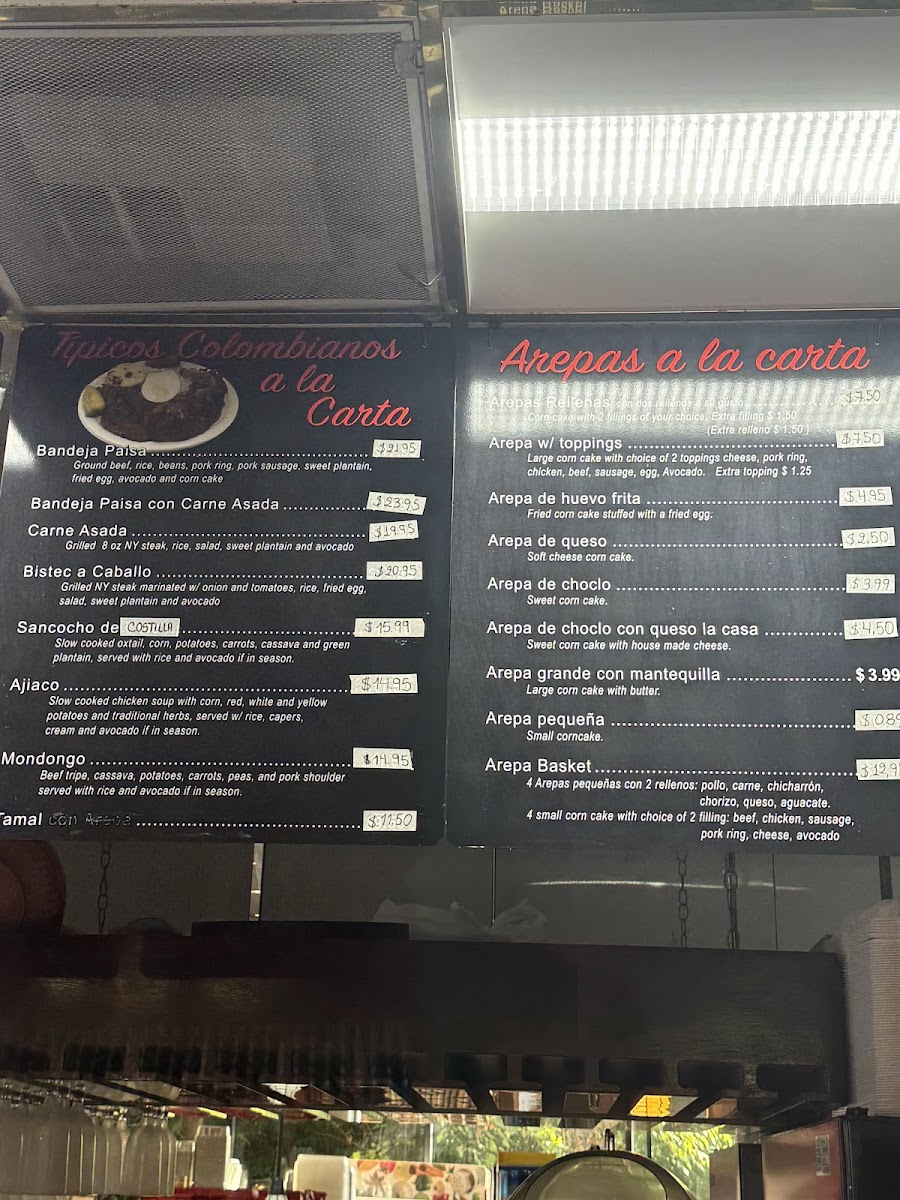 Típicos Colombianos
a la
Carta
Bandeja Paisa $21.95
Ground beef, rice, beans, pork ring, pork sausage, sweet plantain,
fried egg, avocado and corn cake
Bandeja Paisa con Carne Asada $23.95
Carne Asada $19.95
Grilled 8 oz NY steak, rice, salad, sweet plantain and avocado
Bistec a Caballo $20.95
Grilled NY steak marinated w/ onion and tomatoes, rice, fried egg,
salad, sweet plantain and avocado
Sancocho de COSTILLA $15.99
Slow cooked oxtail, corn, potatoes, carrots, cassava and green
plantain, served with rice and avocado if in season.
Ajiaco $14.95
Slow cooked chicken soup with corn, red, white and yellow
potatoes and traditional herbs, served w/ rice, capers,
cream and avocado if in season.
Mondongo $14.95
Beef tripe, cassava, potatoes, carrots, peas, and pork shoulder
served with rice and avocado if in season.
Tamal con Arepa $11.50
Arepas a la carta
Arepas Rellenas con dos rellenos a su gusto $7.50
Corn cake with 2 fillings of your choice. Extra filling $ 1.50
(Extra relleno $ 1.50 )
Arepa w/ toppings $7.50
Large corn cake with choice of 2 toppings cheese, pork ring,
chicken, beef, sausage, egg, Avocado. Extra topping $ 1.25
Arepa de huevo frita $4.95
Fried corn cake stuffed with a fried egg.
Arepa de queso $2.50
Soft cheese corn cake.
Arepa de choclo $3.99
Sweet corn cake.
Arepa de choclo con queso la casa $4.50
Sweet corn cake with house made cheese.
Arepa grande con mantequilla $3.99
Large corn cake with butter.
Arepa pequeña $0.89
Small corncake.
Arepa Basket $12,9
4 Arepas pequeñas con 2 rellenos: pollo, carne, chicharrón,
chorizo, queso, aguacate.
4 small corn cake with choice of 2 filling: beef, chicken, sausage,
pork ring, cheese, avocado